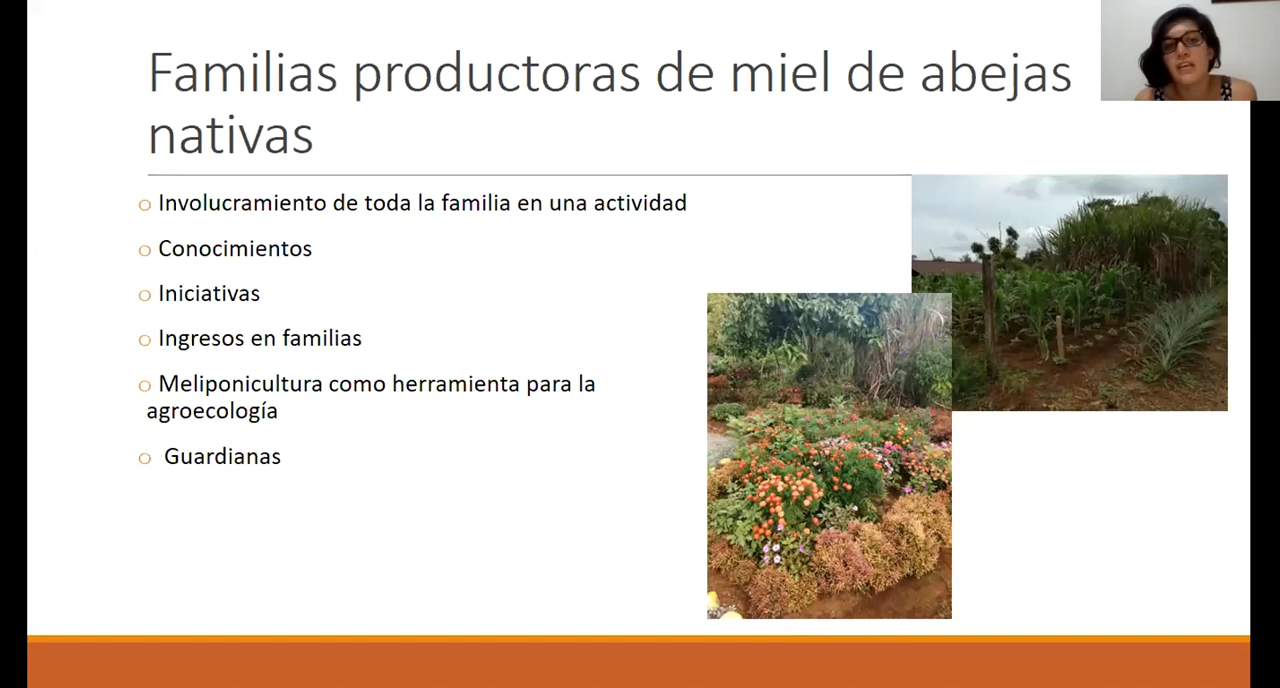 Familias productoras de miel de abejas
nativas
o Involucramiento de toda la familia en una actividad
o Conocimientos
o Iniciativas
o Ingresos en familias
o Meliponicultura como herramienta para la
agroecología
o Guardianas